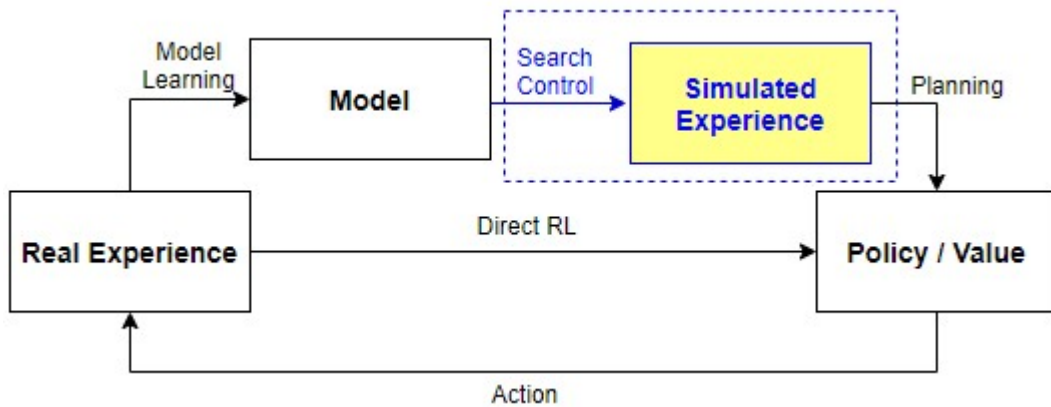 Model
Learning
Model
Search
Control
Simulated
Experience
Planning
Real Experience
Direct RL
Policy / Value
Action